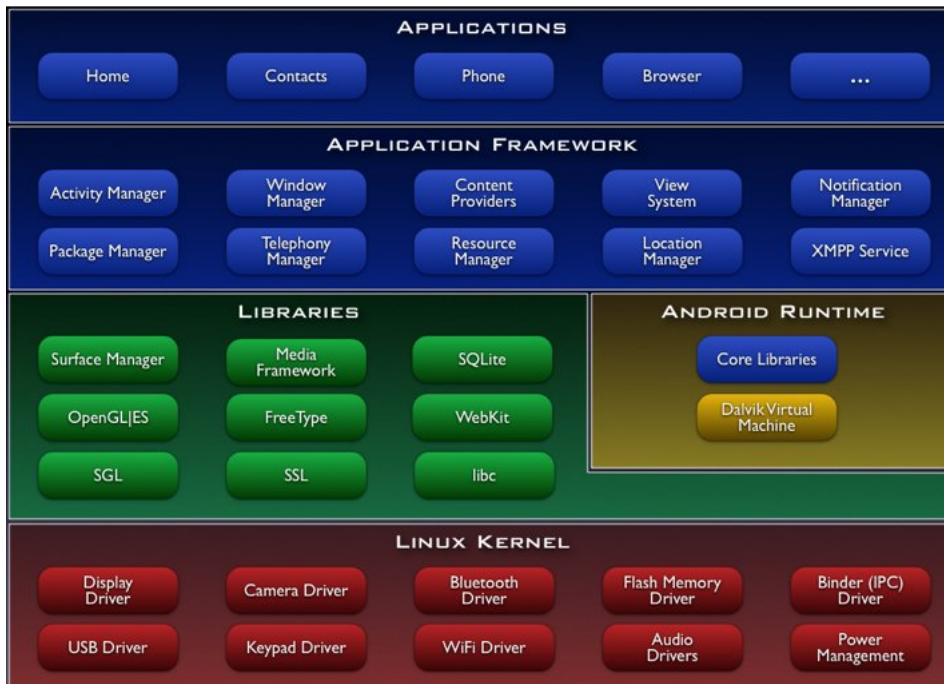 APPLICATIONS
Home
Contacts
Phone
Browser
...
APPLICATION FRAMEWORK
Activity Manager
Window
Manager
Content
Providers
View
System
Notification
Manager
Package Manager
Telephony
Manager
Resource
Manager
Location
Manager
XMPP Service
LIBRARIES
Surface Manager
Media
Framework
SQLite
OpenGL|ES
FreeType
WebKit
SGL
SSL
libc
ANDROID RUNTIME
Core Libraries
Dalvik Virtual
Machine
LINUX KERNEL
Display
Driver
Camera Driver
Bluetooth
Driver
Flash Memory
Driver
Binder (IPC)
Driver
USB Driver
Keypad Driver
WiFi Driver
Audio
Drivers
Power
Management